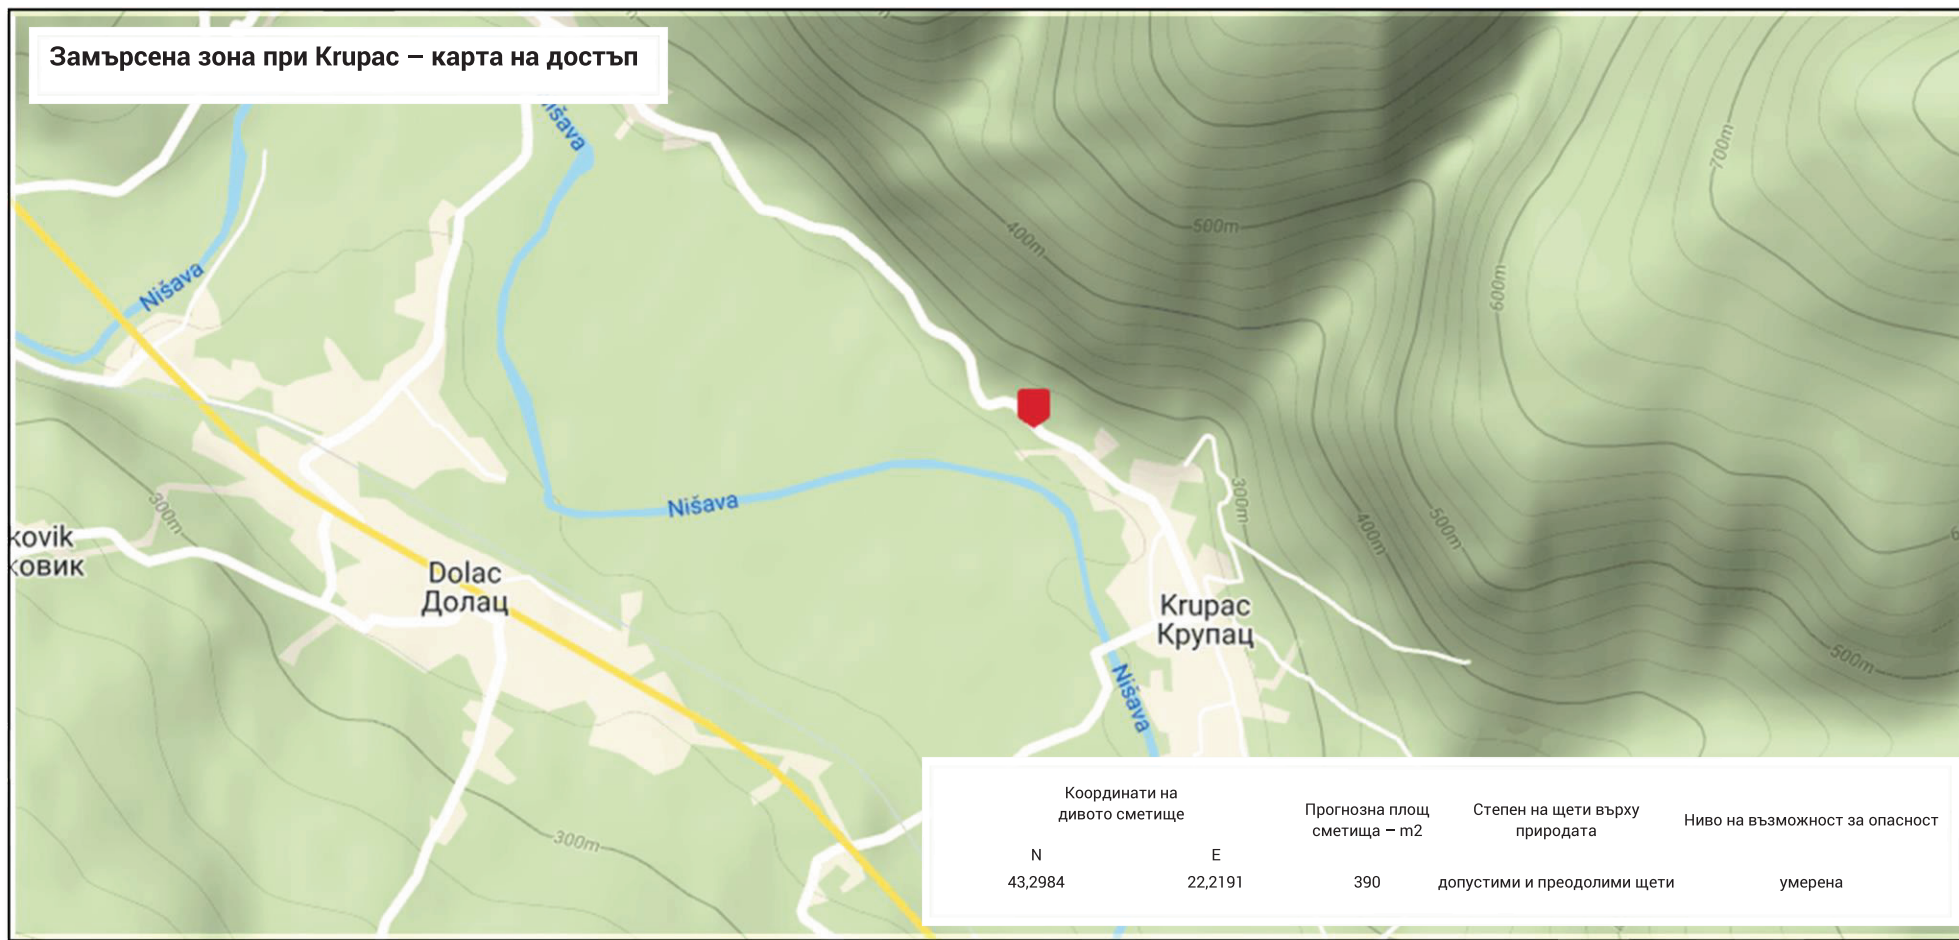 Замърсена зона при Krupac – карта на достъп
Nišava
Nišava
400m
500m
600m
700m
Nišava
300m
300m
400m
500m
500m
kovik
ковик
Dolac
Долац
Krupac
Крупац
Nišava
300m
Координати на
дивото сметище
Прогнозна площ
сметища – m2
Степен на щети върху
природата
Ниво на възможност за опасност
N E
43,2984 22,2191 390 допустими и преодолими щети умерена